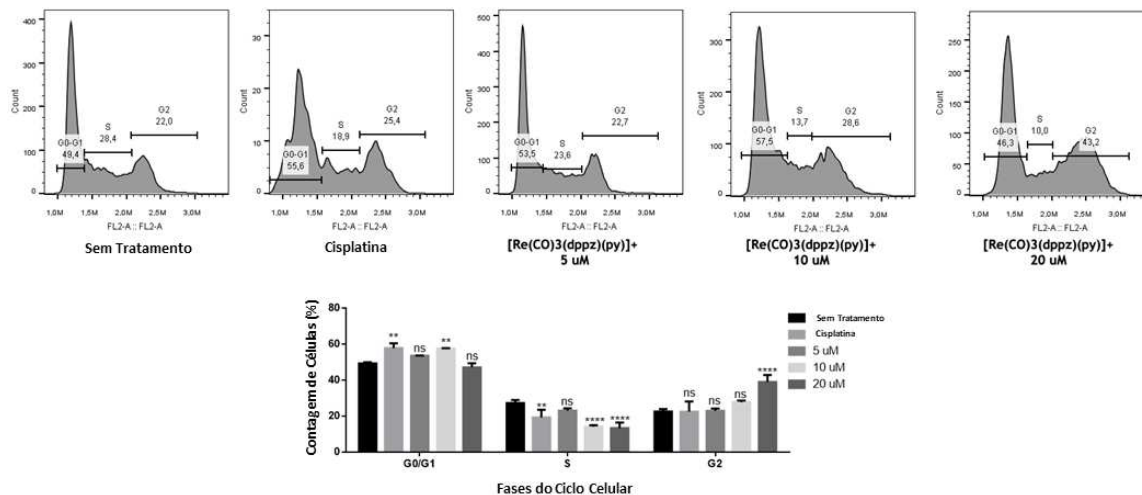 Count
400
300
200
100
0
G0-G1
49,4
S
28,4
G2
22,0
1,0M 1,5M 2,0M 2,5M 3,0M
FL2-A :: FL2-A
Sem Tratamento
Count
30
20
10
0
G0-G1
55,6
S
18,9
G2
25,4
1,0M 1,5M 2,0M 2,5M 3,0M
FL2-A :: FL2-A
Cisplatina
Count
500
400
300
200
100
0
G0-G1
53,5
S
23,6
G2
22,7
1,0M 1,5M 2,0M 2,5M 3,0M
FL2-A :: FL2-A
[Re(CO)3(dppz)(py)]+
5 uM
Count
300
200
100
0
G0-G1
57,5
S
13,7
G2
28,6
1,0M 1,5M 2,0M 2,5M 3,0M
FL2-A :: FL2-A
[Re(CO)3(dppz)(py)]+
10 uM
Count
250
200
150
100
50
0
G0-G1
46,3
S
10,0
G2
43,2
1,0M 1,5M 2,0M 2,5M 3,0M
FL2-A :: FL2-A
[Re(CO)3(dppz)(py)]+
20 uM
Contagem de Células (%)
80
60
40
20
0
** ns ** ns
** ns **** ****
ns ns ns ****
G0/G1 S G2
Fases do Ciclo Celular
Sem Tratamento
Cisplatina
5 uM
10 uM
20 uM